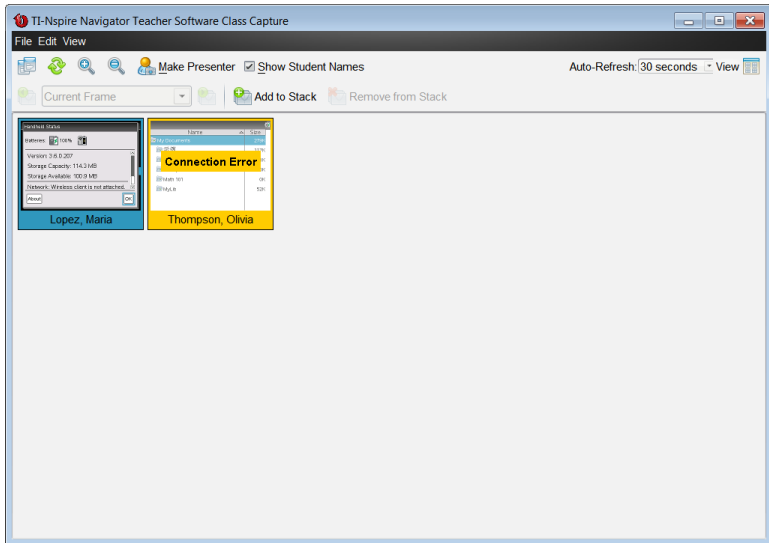 TI-Nspire Navigator Teacher Software Class Capture
File Edit View
Make Presenter Show Student Names Auto-Refresh: 30 seconds View
Current Frame Add to Stack Remove from Stack
Handheld Status
Batteries: 100%
Version 3.6.0.207
Storage Capacity: 114.3 MB
Storage Available: 100.9 MB
Network: Wireless client is not attached.
About OK
Lopez, Maria
Name Size
My Documents
Connection Error
Math 101 0K
MyLib 52K
Thompson, Olivia